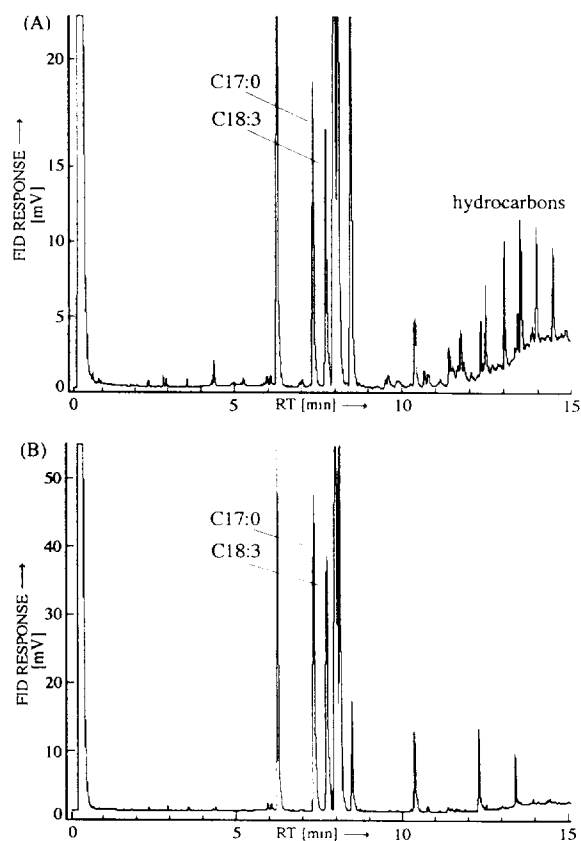 (A)
20
15
10
5
0
FID RESPONSE →
[mV]
C17:0
C18:3
hydrocarbons
0
5
10
15
RT [min] →
(B)
50
40
30
20
10
0
FID RESPONSE →
[mV]
C17:0
C18:3
0
5
10
15
RT [min] →